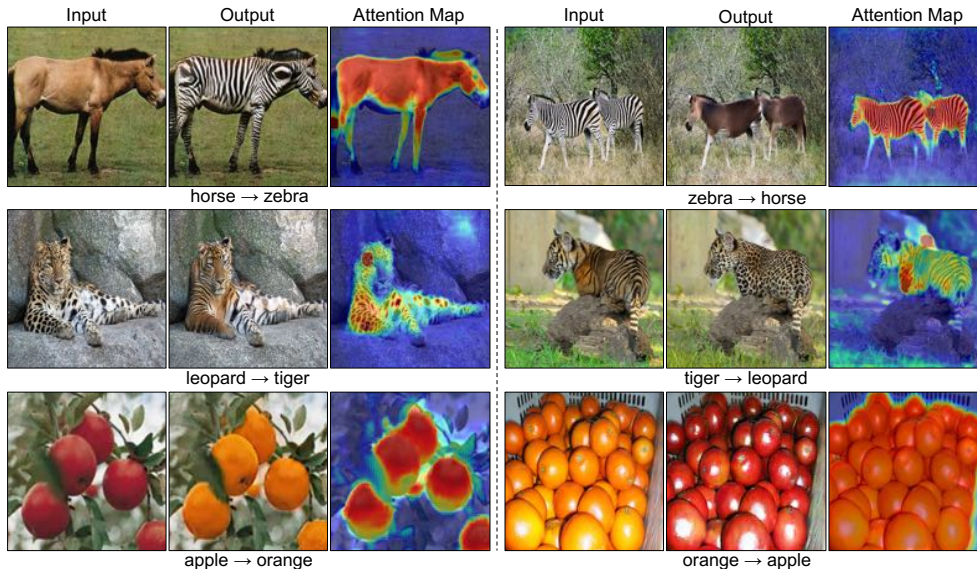 Input Output Attention Map Input Output Attention Map
horse → zebra zebra → horse
leopard → tiger tiger → leopard
apple → orange orange → apple